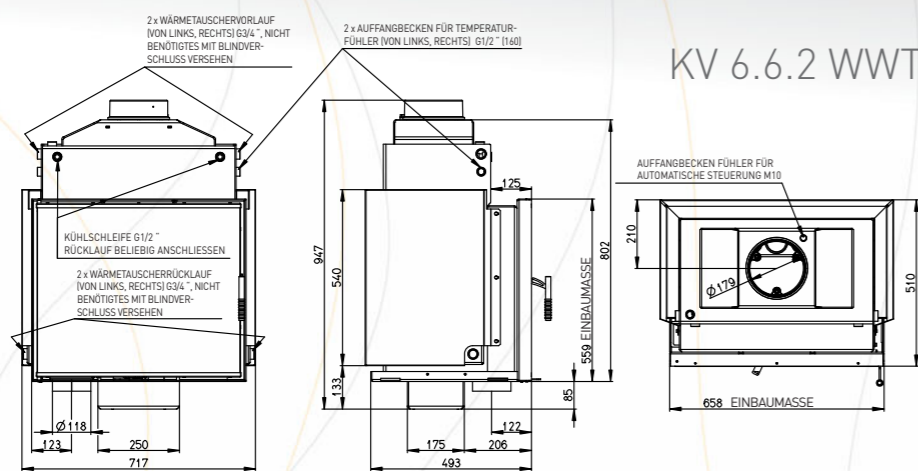 2 x WÄRMETAUSCHERVORLAUF
(VON LINKS, RECHTS) G3/4 ˝, NICHT
BENÖTIGTES MIT BLINDVER-
SCHLUSS VERSEHEN
2 x AUFFANGBECKEN FÜR TEMPERATUR-
FÜHLER (VON LINKS, RECHTS) G1/2 ˝ (160)
KV 6.6.2 WWT
AUFFANGBECKEN FÜHLER FÜR
AUTOMATISCHE STEUERUNG M10
KÜHLSCHLEIFE G1/2 ˝
RÜCKLAUF BELIEBIG ANSCHLIESSEN
2 x WÄRMETAUSCHERRÜCKLAUF
(VON LINKS, RECHTS) G3/4 ˝, NICHT
BENÖTIGTES MIT BLINDVER-
SCHLUSS VERSEHEN
Ø118
123
250
717
947
540
133
125
559 EINBAUMASSE
802
85
122
175
206
493
210
Ø179
510
658 EINBAUMASSE